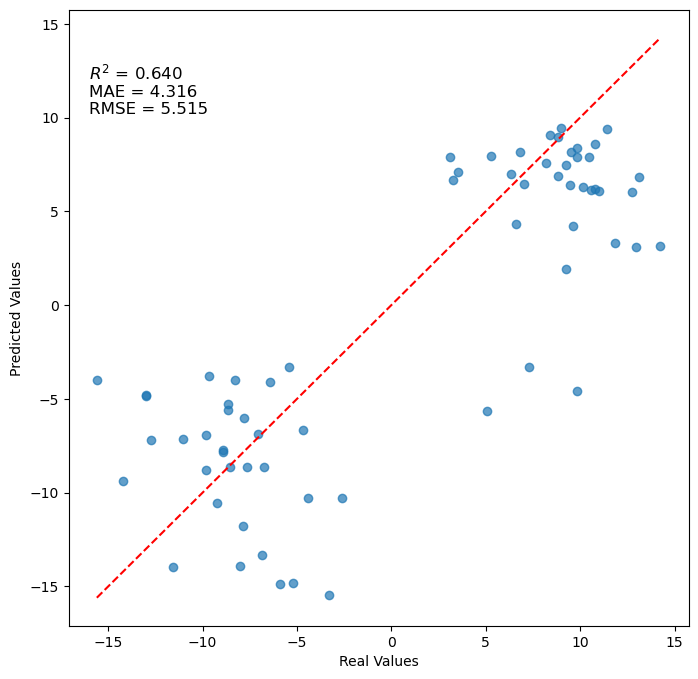 R² = 0.640
MAE = 4.316
RMSE = 5.515
15
10
5
0
−5
−10
−15
Predicted Values
−15 −10 −5 0 5 10 15
Real Values